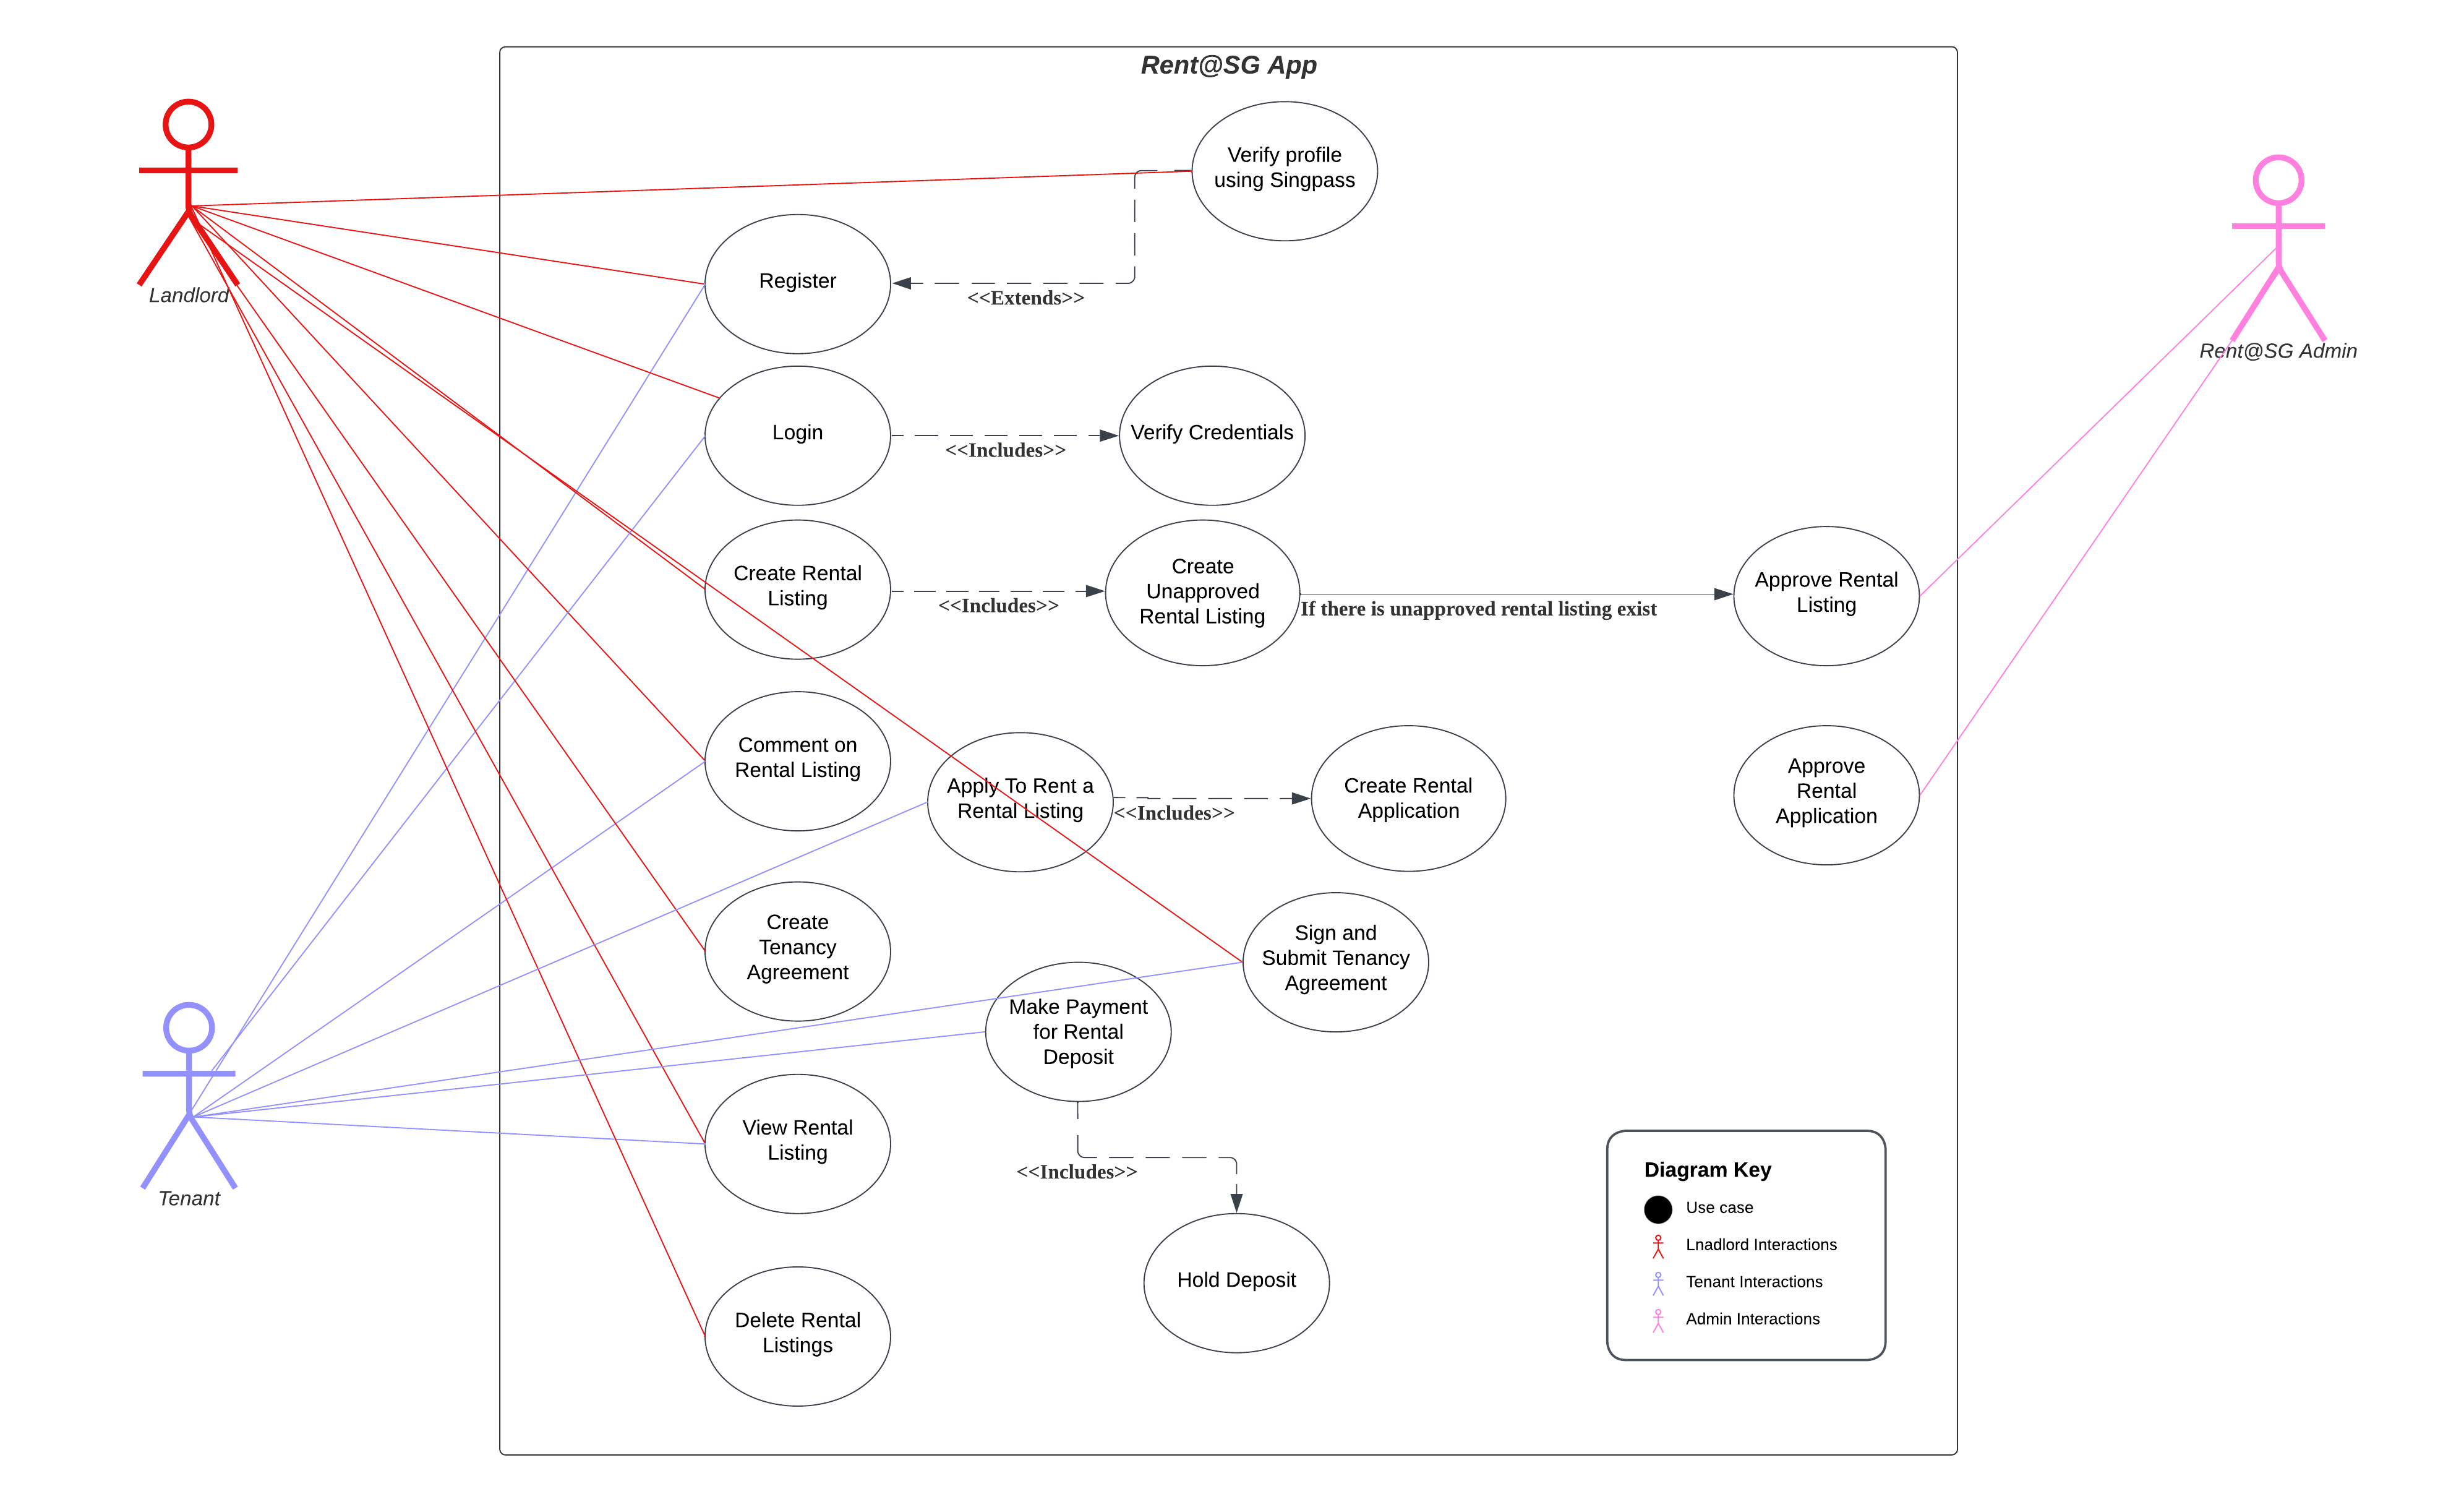 Rent@SG App
Verify profile
using Singpass
Landlord
Register
<<Extends>>
Rent@SG Admin
Login
<<Includes>>
Verify Credentials
Create Rental
Listing
<<Includes>>
Create
Unapproved
Rental Listing
If there is unapproved rental listing exist
Approve Rental
Listing
Comment on
Rental Listing
Apply To Rent a
Rental Listing
<<Includes>>
Create Rental
Application
Approve
Rental
Application
Create
Tenancy
Agreement
Sign and
Submit Tenancy
Agreement
Make Payment
for Rental
Deposit
Tenant
View Rental
Listing
<<Includes>>
Hold Deposit
Delete Rental
Listings
Diagram Key
Use case
Lnadlord Interactions
Tenant Interactions
Admin Interactions